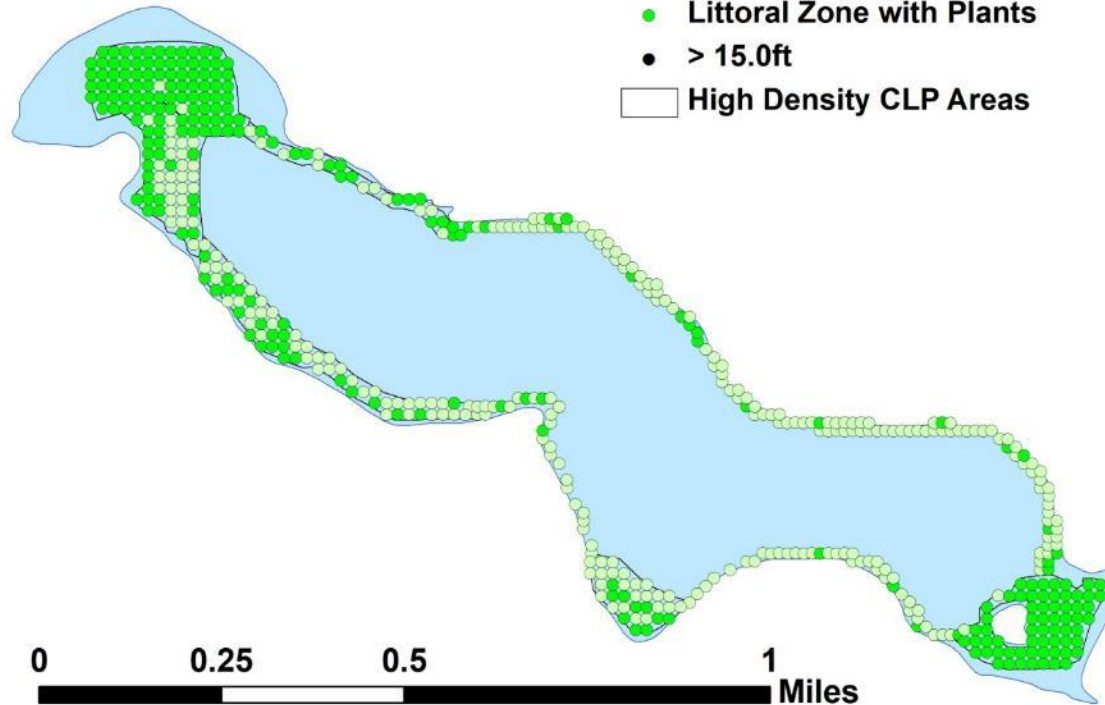 Littoral Zone with Plants
> 15.0ft
High Density CLP Areas
0 0.25 0.5 1 Miles